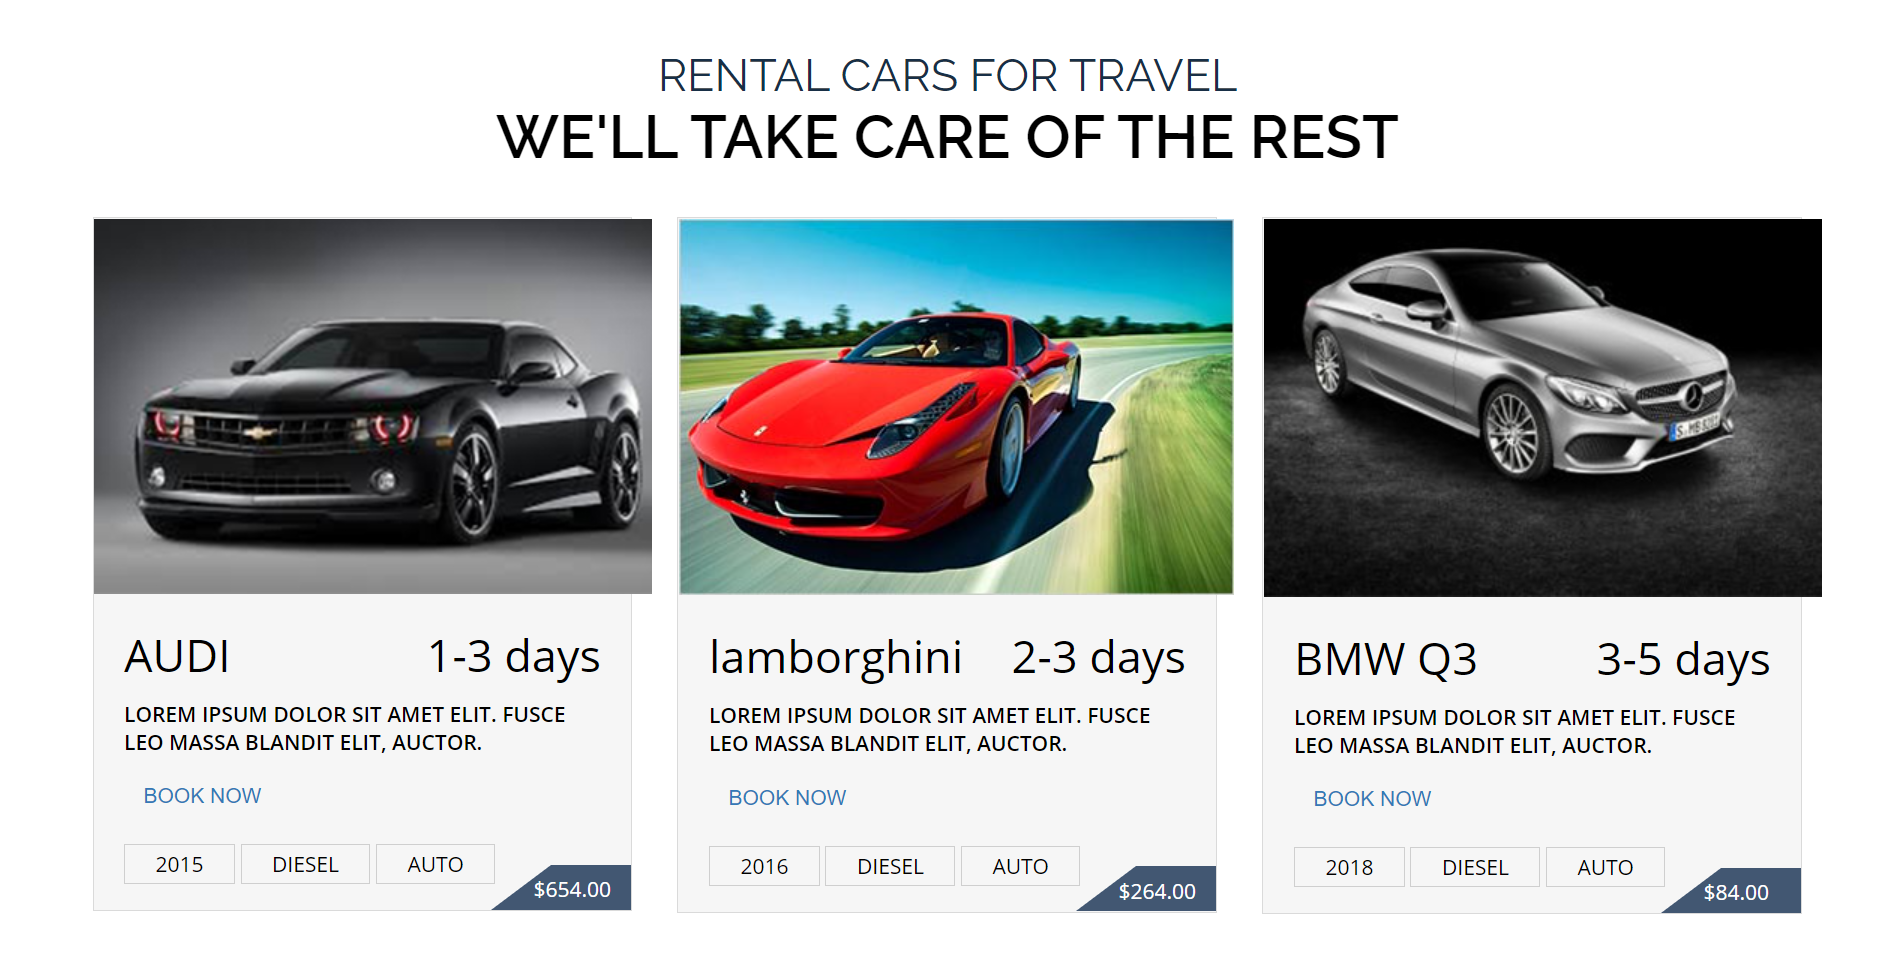 RENTAL CARS FOR TRAVEL
WE'LL TAKE CARE OF THE REST
AUDI 1-3 days
LOREM IPSUM DOLOR SIT AMET ELIT. FUSCE
LEO MASSA BLANDIT ELIT, AUCTOR.
BOOK NOW
2015 DIESEL AUTO
$654.00
lamborghini 2-3 days
LOREM IPSUM DOLOR SIT AMET ELIT. FUSCE
LEO MASSA BLANDIT ELIT, AUCTOR.
BOOK NOW
2016 DIESEL AUTO
$264.00
BMW Q3 3-5 days
LOREM IPSUM DOLOR SIT AMET ELIT. FUSCE
LEO MASSA BLANDIT ELIT, AUCTOR.
BOOK NOW
2018 DIESEL AUTO
$84.00